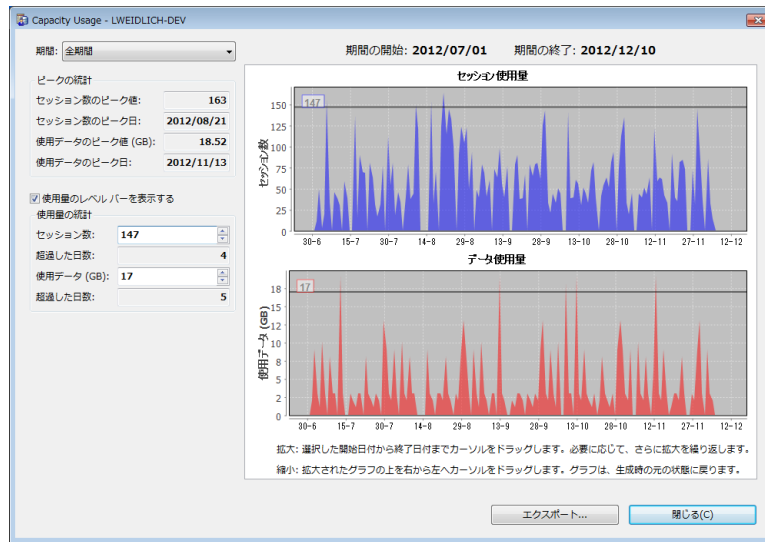 Capacity Usage - LWEIDLICH-DEV
期間: 全期間
期間の開始: 2012/07/01 期間の終了: 2012/12/10
ピークの統計
セッション数のピーク値: 163
セッション数のピーク日: 2012/08/21
使用データのピーク値 (GB): 18.52
使用データのピーク日: 2012/11/13
使用量のレベル バーを表示する
使用量の統計
セッション数: 147
超過した日数: 4
使用データ (GB): 17
超過した日数: 5
セッション使用量
147
セッション数
150
125
100
75
50
25
0
30-6 15-7 30-7 14-8 29-8 13-9 28-9 13-10 28-10 12-11 27-11 12-12
データ使用量
17
使用データ (GB)
18
15
12
10
8
5
2
0
30-6 15-7 30-7 14-8 29-8 13-9 28-9 13-10 28-10 12-11 27-11 12-12
拡大: 選択した開始日付から終了日付までカーソルをドラッグします。必要に応じて、さらに拡大を繰り返します。
縮小: 拡大されたグラフの上を右から左へカーソルをドラッグします。グラフは、生成時の元の状態に戻ります。
エクスポート... 閉じる(C)